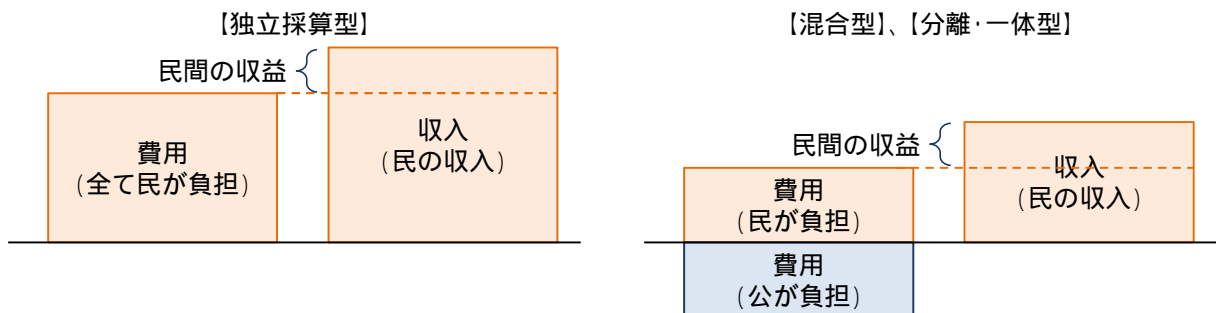 【独立採算型】
民間の収益
費用
(全て民が負担)
収入
(民の収入)
【混合型】、【分離・一体型】
民間の収益
費用
(民が負担)
収入
(民の収入)
費用
(公が負担)